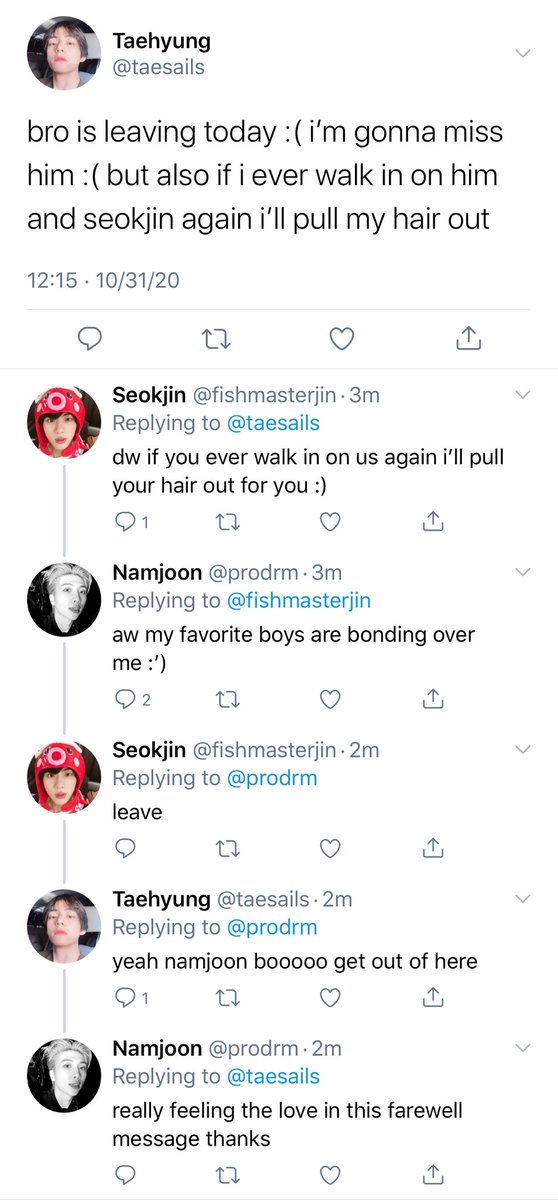 Taehyung
@taesails
bro is leaving today :( i’m gonna miss
him :( but also if i ever walk in on him
and seokjin again i’ll pull my hair out
12:15 · 10/31/20
Seokjin @fishmasterjin · 3m
Replying to @taesails
dw if you ever walk in on us again i’ll pull
your hair out for you :)
1
Namjoon @prodrm · 3m
Replying to @fishmasterjin
aw my favorite boys are bonding over
me :’)
2
Seokjin @fishmasterjin · 2m
Replying to @prodrm
leave
Taehyung @taesails · 2m
Replying to @prodrm
yeah namjoon booooo get out of here
1
Namjoon @prodrm · 2m
Replying to @taesails
really feeling the love in this farewell
message thanks